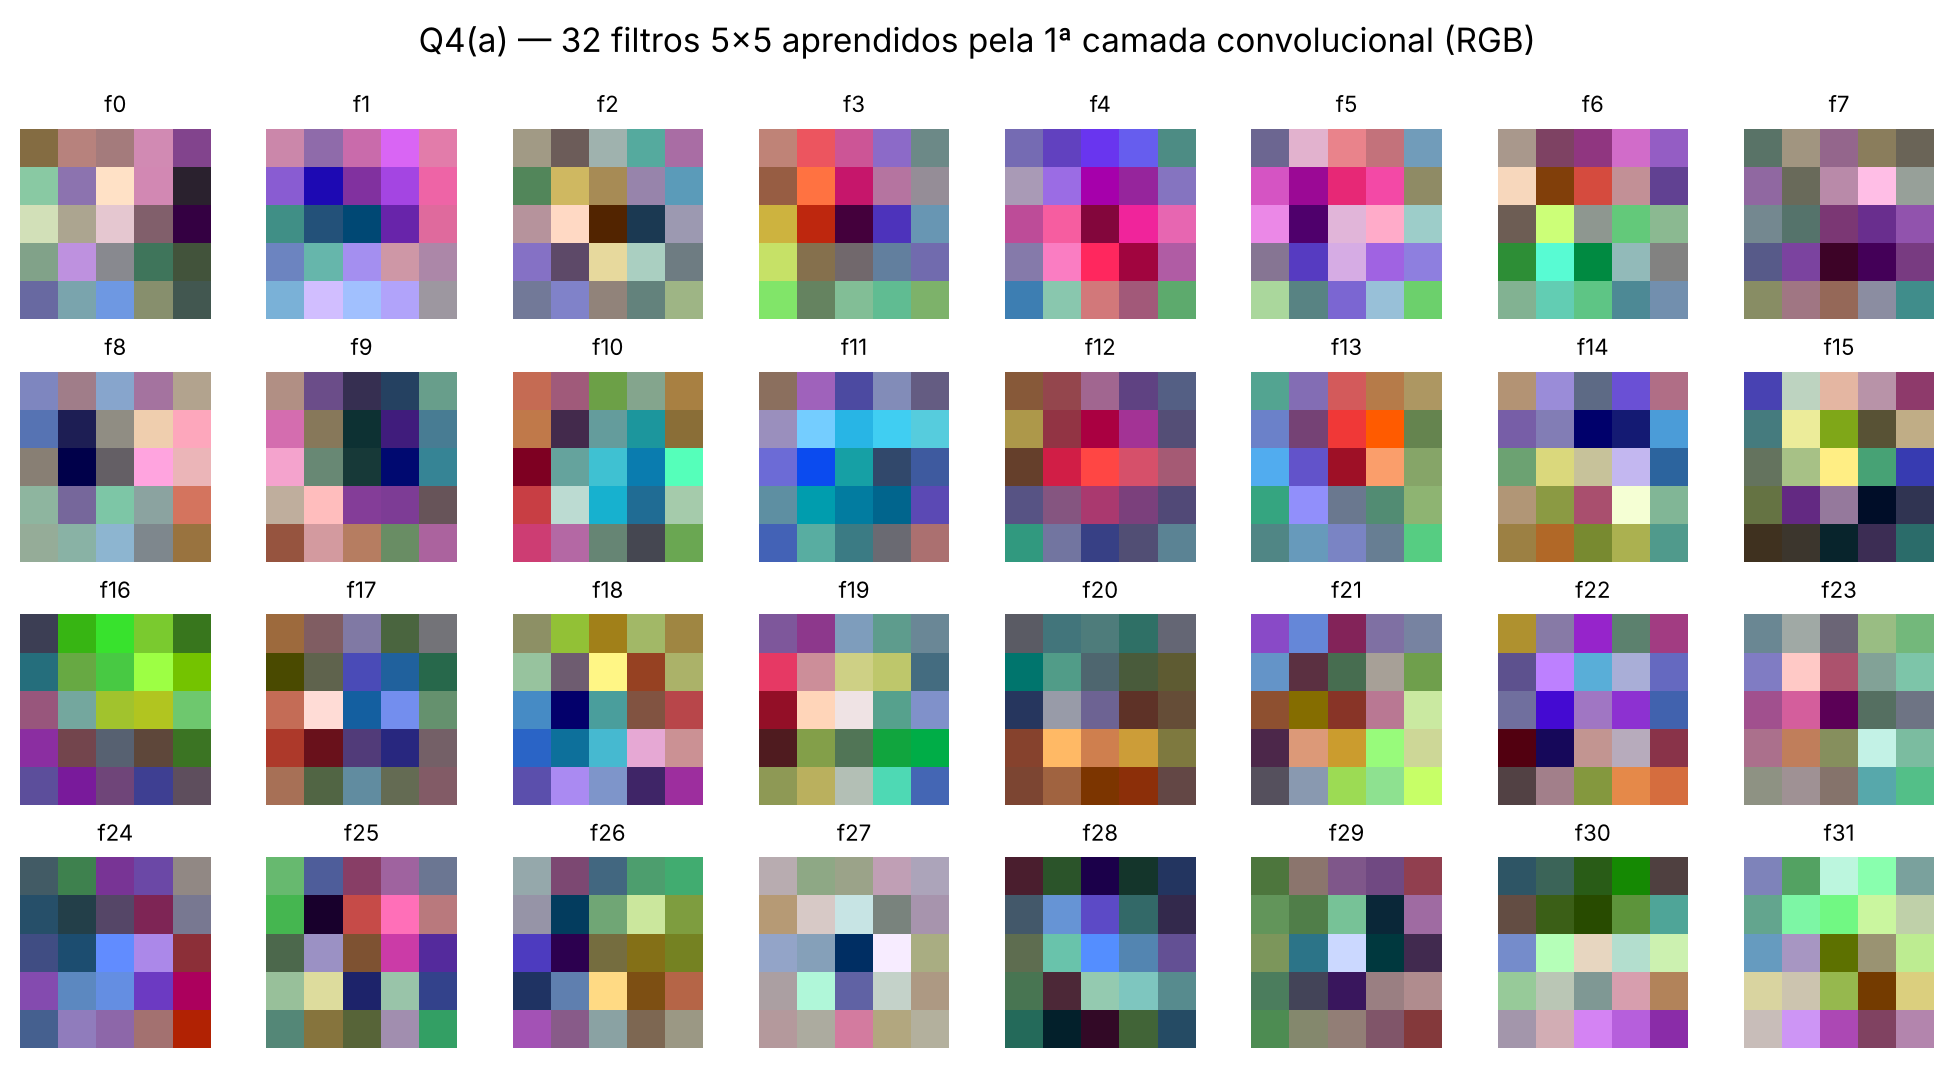 Q4(a) — 32 filtros 5×5 aprendidos pela 1ª camada convolucional (RGB)
f0 f1 f2 f3 f4 f5 f6 f7
f8 f9 f10 f11 f12 f13 f14 f15
f16 f17 f18 f19 f20 f21 f22 f23
f24 f25 f26 f27 f28 f29 f30 f31